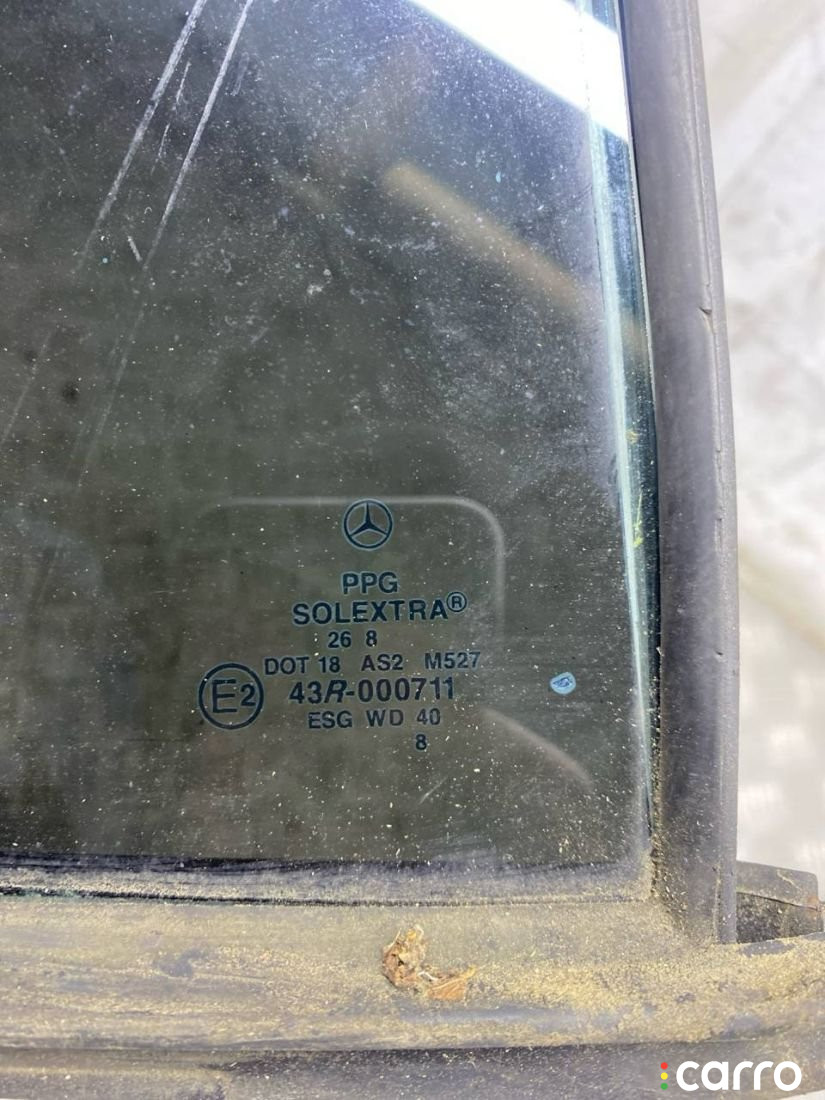 PPG
SOLEXTRA®
26 8
DOT 18 AS2 M527
E2 43R-000711
ESG WD 40
8
carro